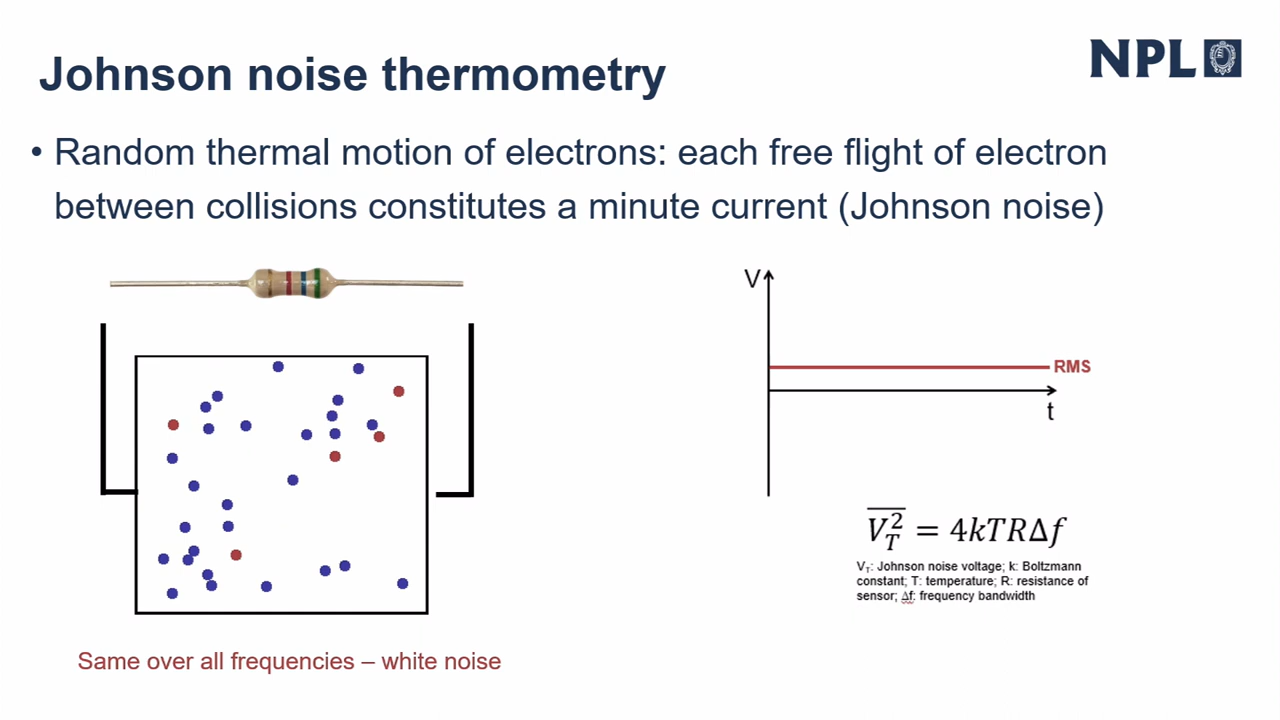 Johnson noise thermometry
NPL
• Random thermal motion of electrons: each free flight of electron
between collisions constitutes a minute current (Johnson noise)
V
RMS
t
$\overline{V_T^2} = 4kTR\Delta f$
V_T: Johnson noise voltage; k: Boltzmann
constant; T: temperature; R: resistance of
sensor; Δf: frequency bandwidth
Same over all frequencies – white noise